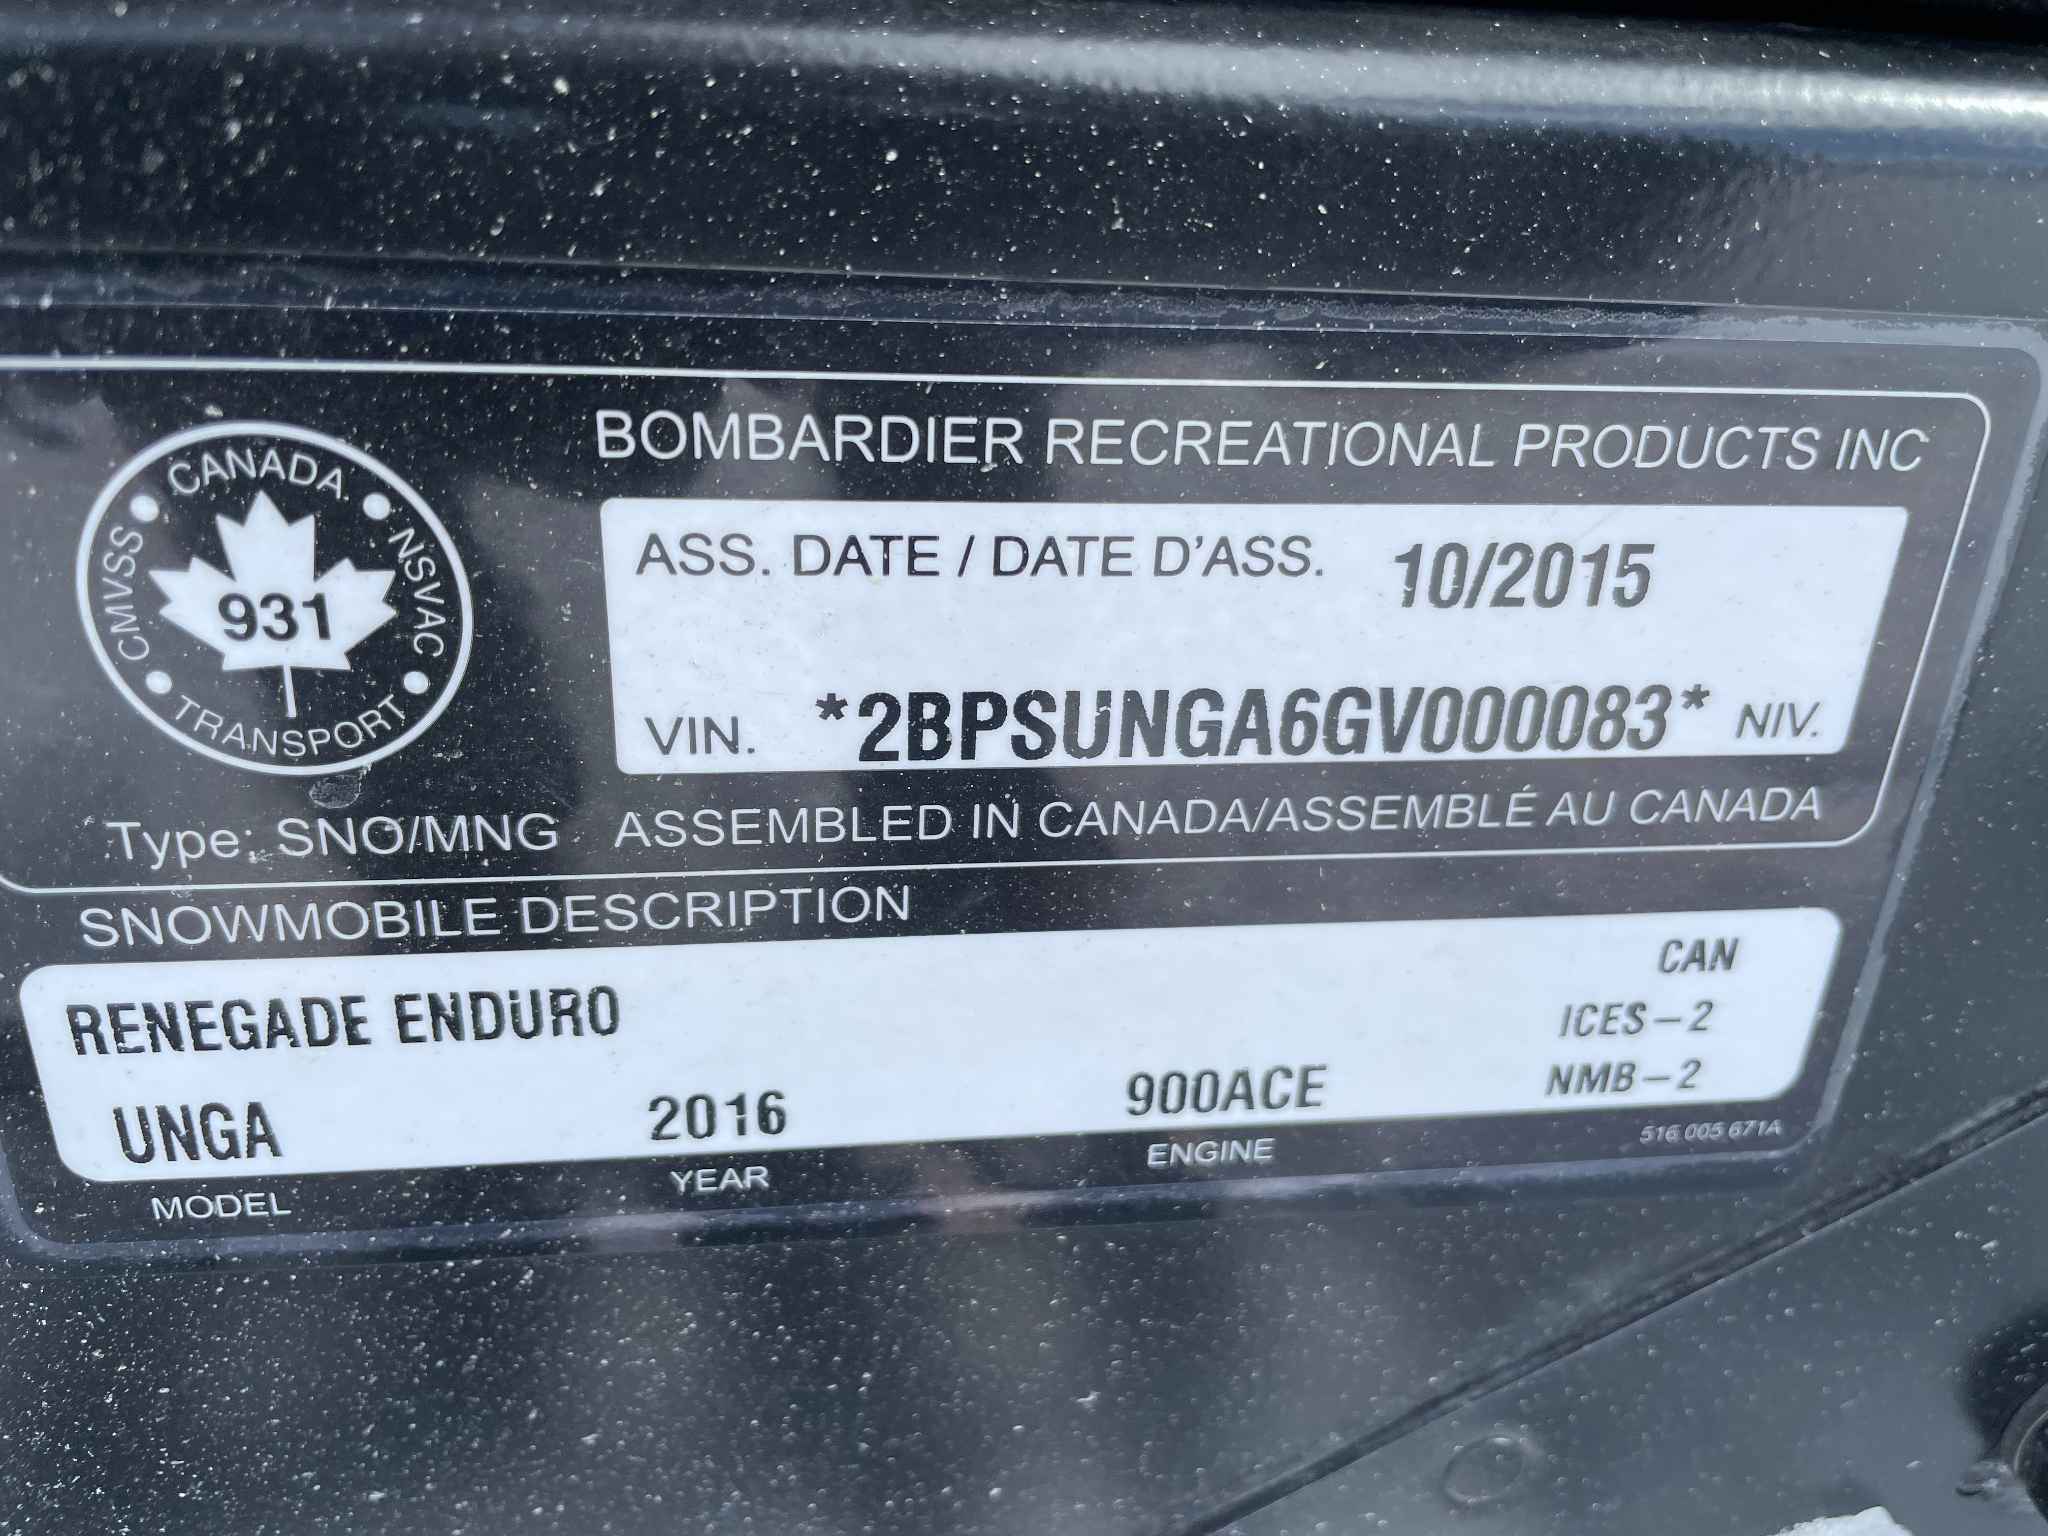 BOMBARDIER RECREATIONAL PRODUCTS INC
CANADA
CMVSS
NSVAC
931
TRANSPORT
ASS. DATE / DATE D'ASS. 10/2015
VIN. *2BPSUNGA6GV000083* NIV.
Type: SNO/MNG ASSEMBLED IN CANADA/ASSEMBLÉ AU CANADA
SNOWMOBILE DESCRIPTION
CAN
RENEGADE ENDURO ICES-2
UNGA 2016 900ACE NMB-2
MODEL YEAR ENGINE 516 005 671A